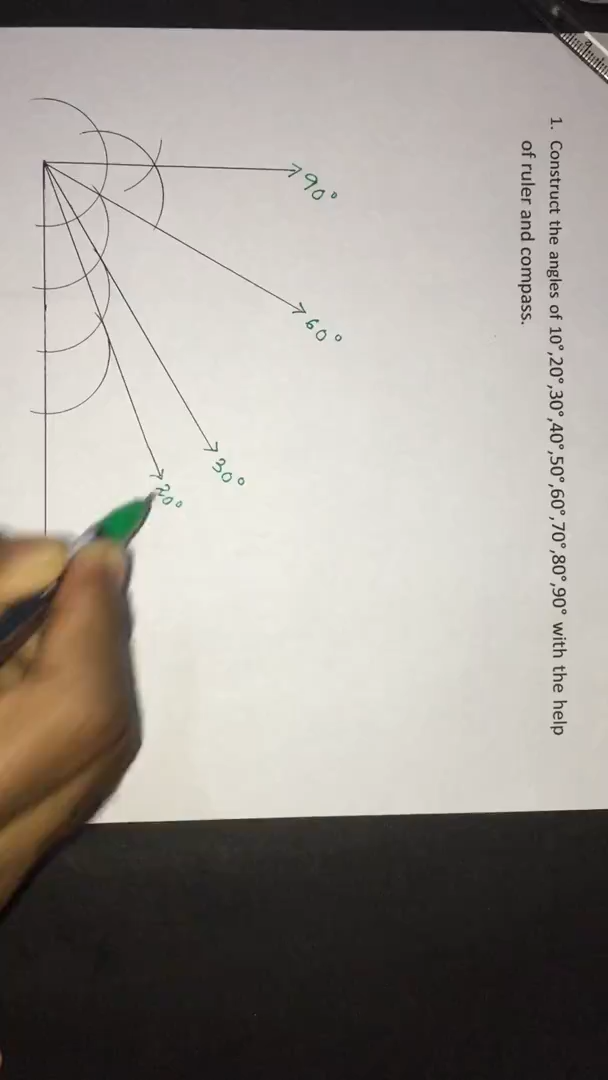 1. Construct the angles of 10°,20°,30°,40°,50°,60°,70°,80°,90° with the help
of ruler and compass.
90°
60°
30°
20°